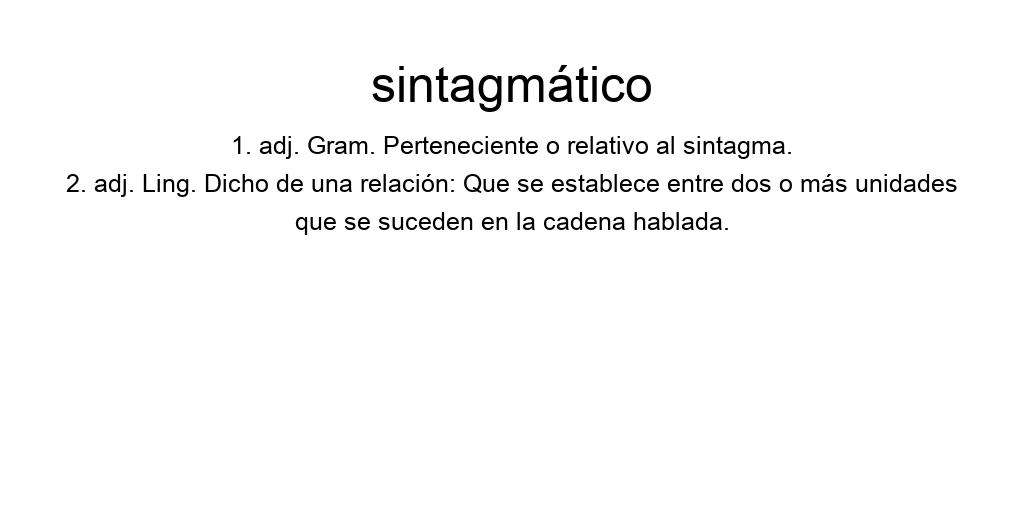 sintagmático
1. adj. Gram. Perteneciente o relativo al sintagma.
2. adj. Ling. Dicho de una relación: Que se establece entre dos o más unidades
que se suceden en la cadena hablada.